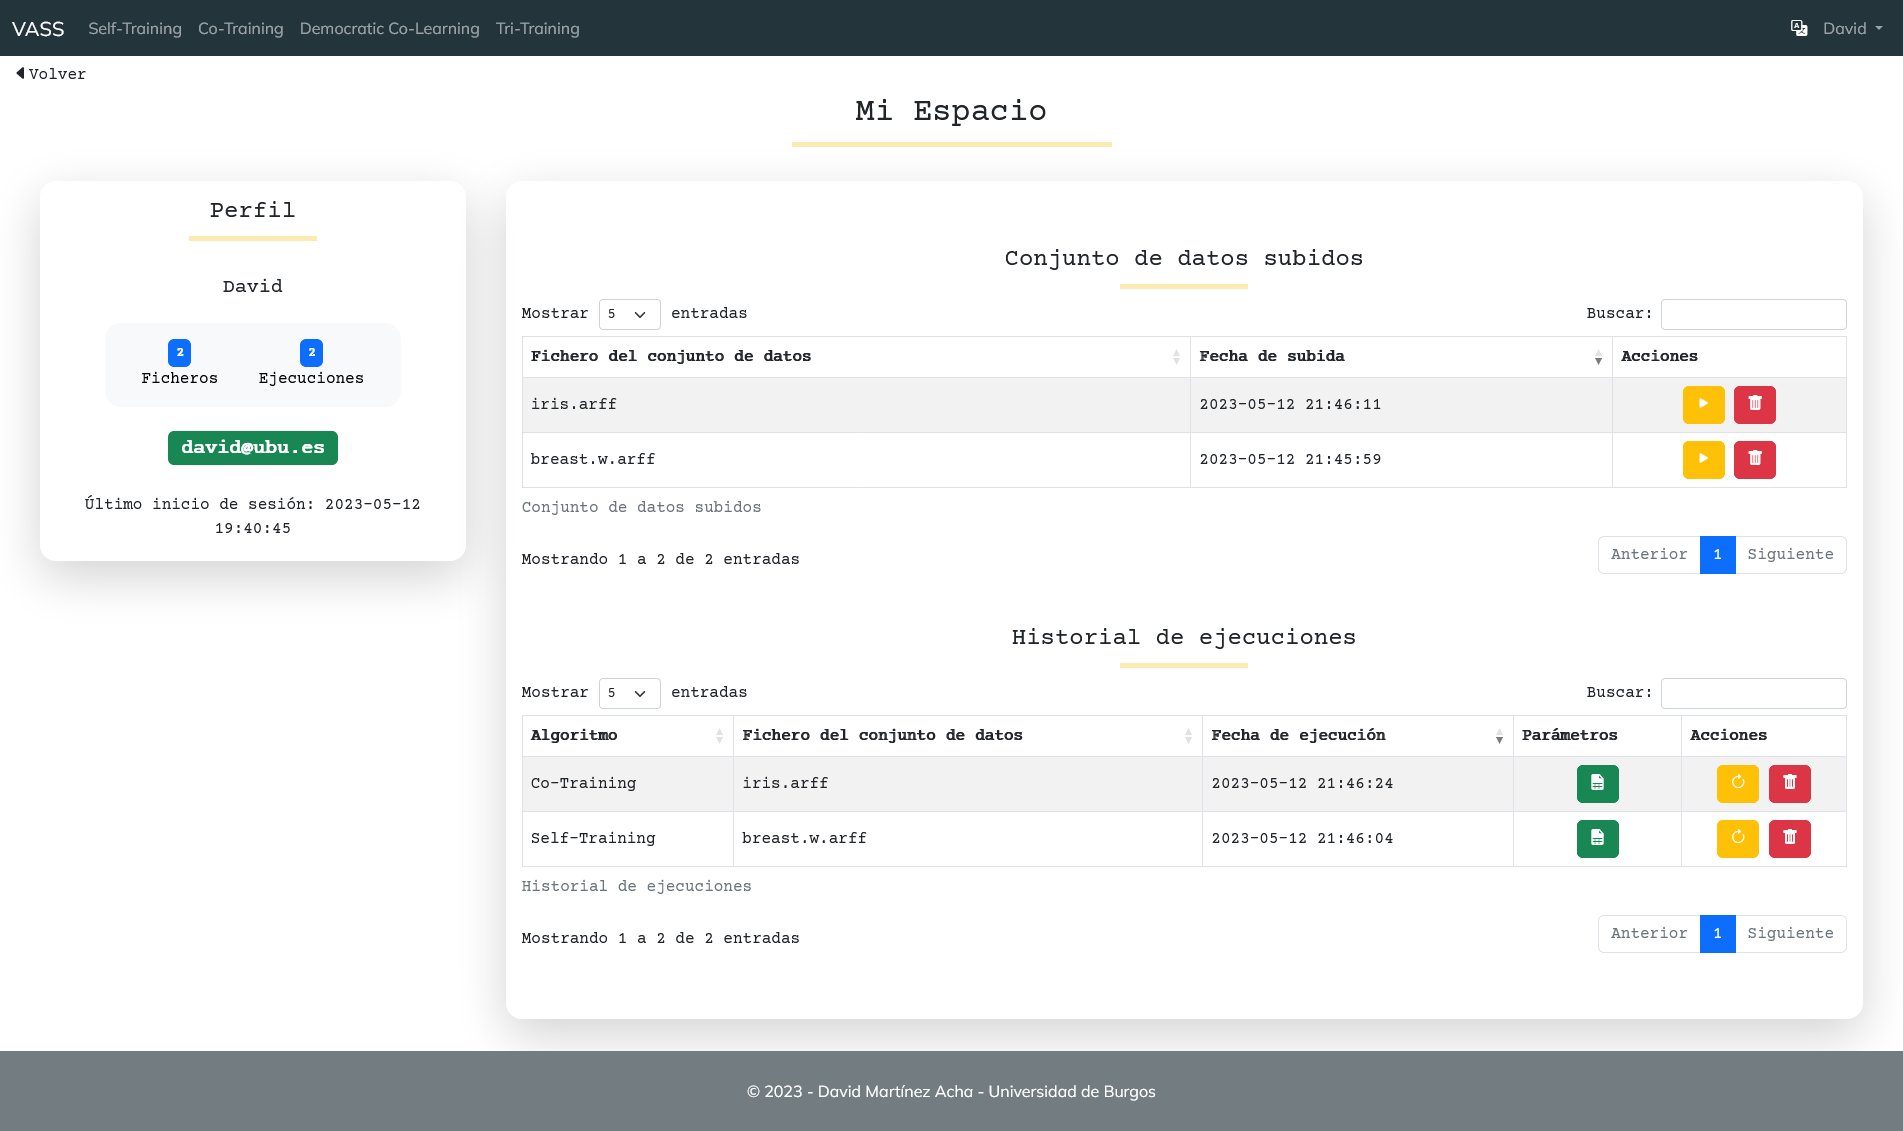 VASS Self-Training Co-Training Democratic Co-Learning Tri-Training David
Volver
Mi Espacio
Perfil
David
2 2
Ficheros Ejecuciones
david@ubu.es
Último inicio de sesión: 2023-05-12
19:40:45
Conjunto de datos subidos
Mostrar 5 entradas Buscar:
Fichero del conjunto de datos Fecha de subida Acciones
iris.arff 2023-05-12 21:46:11
breast.w.arff 2023-05-12 21:45:59
Conjunto de datos subidos
Mostrando 1 a 2 de 2 entradas Anterior 1 Siguiente
Historial de ejecuciones
Mostrar 5 entradas Buscar:
Algoritmo Fichero del conjunto de datos Fecha de ejecución Parámetros Acciones
Co-Training iris.arff 2023-05-12 21:46:24
Self-Training breast.w.arff 2023-05-12 21:46:04
Historial de ejecuciones
Mostrando 1 a 2 de 2 entradas Anterior 1 Siguiente
© 2023 - David Martínez Acha - Universidad de Burgos